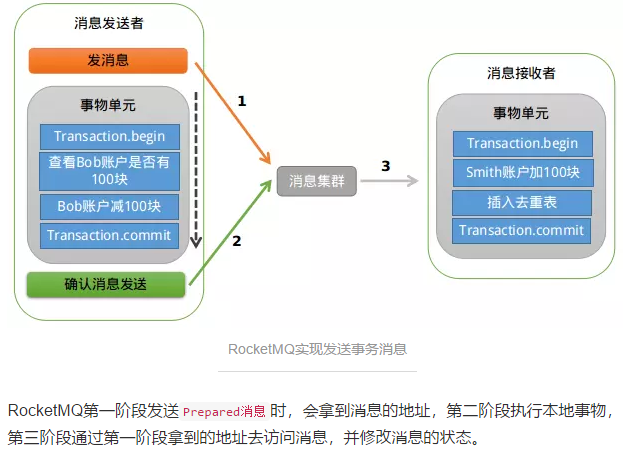 消息发送者
发消息
事物单元
Transaction.begin
查看Bob账户是否有
100块
Bob账户减100块
Transaction.commit
确认消息发送
1
2
消息集群
3
消息接收者
事物单元
Transaction.begin
Smith账户加100块
插入去重表
Transaction.commit
RocketMQ实现发送事务消息
RocketMQ第一阶段发送 Prepared消息 时，会拿到消息的地址，第二阶段执行本地事物，
第三阶段通过第一阶段拿到的地址去访问消息，并修改消息的状态。